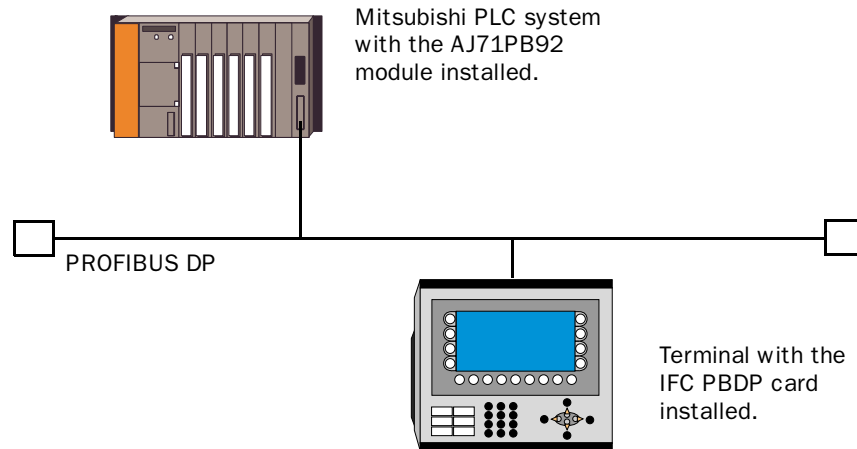 Mitsubishi PLC system
with the AJ71PB92
module installed.
PROFIBUS DP
Terminal with the
IFC PBDP card
installed.